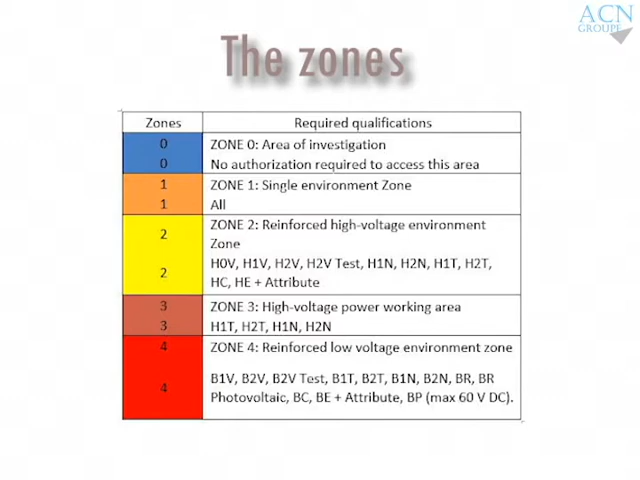 ACN
GROUPE
The zones
Zones Required qualifications
0 ZONE 0: Area of investigation
0 No authorization required to access this area
1 ZONE 1: Single environment Zone
1 All
2 ZONE 2: Reinforced high-voltage environment
Zone
2 H0V, H1V, H2V, H2V Test, H1N, H2N, H1T, H2T,
HC, HE + Attribute
3 ZONE 3: High-voltage power working area
3 H1T, H2T, H1N, H2N
4 ZONE 4: Reinforced low voltage environment zone
4 B1V, B2V, B2V Test, B1T, B2T, B1N, B2N, BR, BR
Photovoltaic, BC, BE + Attribute, BP (max 60 V DC).